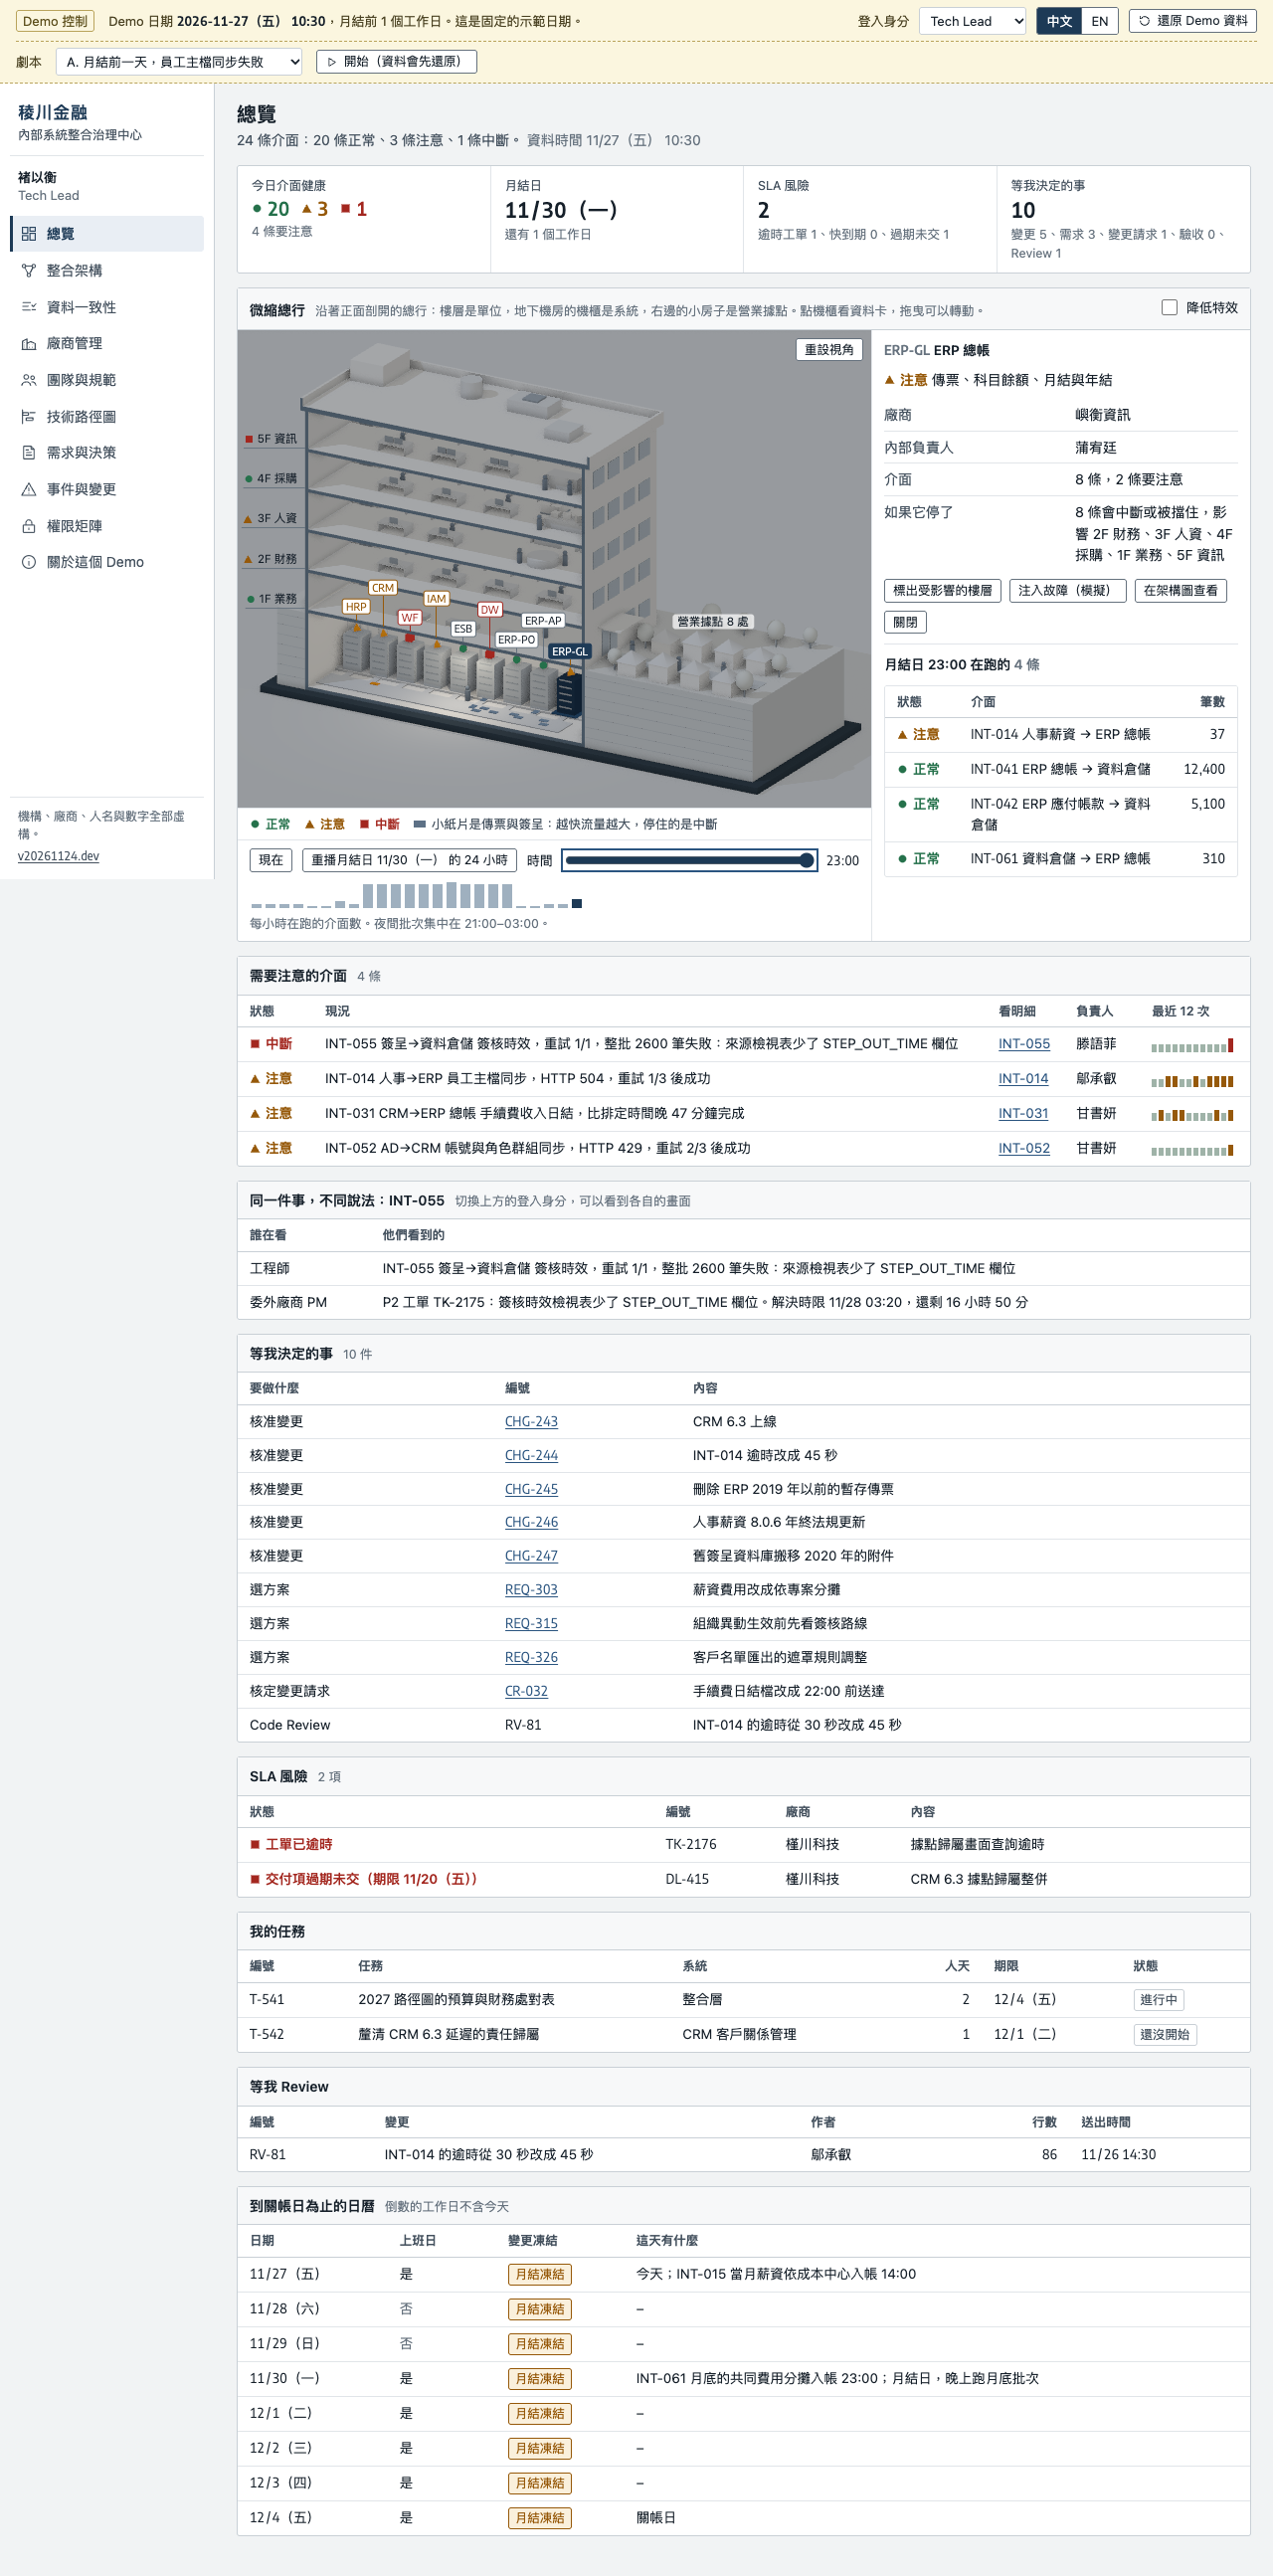 Demo 控制 Demo 日期 2026-11-27（五） 10:30，月結前 1 個工作日。這是固定的示範日期。 登入身分 Tech Lead 中文 EN 還原 Demo 資料
劇本 A. 月結前一天，員工主檔同步失敗 開始（資料會先還原）
稜川金融
內部系統整合治理中心
褚以衡
Tech Lead
總覽
整合架構
資料一致性
廠商管理
團隊與規範
技術路徑圖
需求與決策
事件與變更
權限矩陣
關於這個 Demo
機構、廠商、人名與數字全部虛
構。
v20261124.dev
總覽
24 條介面：20 條正常、3 條注意、1 條中斷。 資料時間 11/27（五） 10:30
今日介面健康
20 3 1
4 條要注意
月結日
11/30（一）
還有 1 個工作日
SLA 風險
2
逾時工單 1、快到期 0、過期未交 1
等我決定的事
10
變更 5、需求 3、變更請求 1、驗收 0、
Review 1
微縮總行 沿著正面剖開的總行：樓層是單位，地下機房的機櫃是系統，右邊的小房子是營業據點。點機櫃看資料卡，拖曳可以轉動。 降低特效
重設視角
5F 資訊
4F 採購
3F 人資
2F 財務
1F 業務
CRM
HRP
IAM
WF
DW
ESB
ERP-AP
ERP-PO
ERP-GL
營業據點 8 處
正常 注意 中斷 小紙片是傳票與簽呈：越快流量越大，停住的是中斷
現在 重播月結日 11/30（一） 的 24 小時 時間 23:00
每小時在跑的介面數。夜間批次集中在 21:00–03:00。
ERP-GL ERP 總帳
注意 傳票、科目餘額、月結與年結
廠商 嶼衡資訊
內部負責人 蒲宥廷
介面 8 條，2 條要注意
如果它停了 8 條會中斷或被擋住，影
響 2F 財務、3F 人資、4F
採購、1F 業務、5F 資訊
標出受影響的樓層 注入故障（模擬） 在架構圖查看
關閉
月結日 23:00 在跑的 4 條
狀態 介面 筆數
注意 INT-014 人事薪資 → ERP 總帳 37
正常 INT-041 ERP 總帳 → 資料倉儲 12,400
正常 INT-042 ERP 應付帳款 → 資料 5,100
倉儲
正常 INT-061 資料倉儲 → ERP 總帳 310
需要注意的介面 4 條
狀態 現況 看明細 負責人 最近 12 次
中斷 INT-055 簽呈→資料倉儲 簽核時效，重試 1/1，整批 2600 筆失敗：來源檢視表少了 STEP_OUT_TIME 欄位 INT-055 滕語菲
注意 INT-014 人事→ERP 員工主檔同步，HTTP 504，重試 1/3 後成功 INT-014 鄔承叡
注意 INT-031 CRM→ERP 總帳 手續費收入日結，比排定時間晚 47 分鐘完成 INT-031 甘書妍
注意 INT-052 AD→CRM 帳號與角色群組同步，HTTP 429，重試 2/3 後成功 INT-052 甘書妍
同一件事，不同說法：INT-055 切換上方的登入身分，可以看到各自的畫面
誰在看 他們看到的
工程師 INT-055 簽呈→資料倉儲 簽核時效，重試 1/1，整批 2600 筆失敗：來源檢視表少了 STEP_OUT_TIME 欄位
委外廠商 PM P2 工單 TK-2175：簽核時效檢視表少了 STEP_OUT_TIME 欄位。解決時限 11/28 03:20，還剩 16 小時 50 分
等我決定的事 10 件
要做什麼 編號 內容
核准變更 CHG-243 CRM 6.3 上線
核准變更 CHG-244 INT-014 逾時改成 45 秒
核准變更 CHG-245 刪除 ERP 2019 年以前的暫存傳票
核准變更 CHG-246 人事薪資 8.0.6 年終法規更新
核准變更 CHG-247 舊簽呈資料庫搬移 2020 年的附件
選方案 REQ-303 薪資費用改成依專案分攤
選方案 REQ-315 組織異動生效前先看簽核路線
選方案 REQ-326 客戶名單匯出的遮罩規則調整
核定變更請求 CR-032 手續費日結檔改成 22:00 前送達
Code Review RV-81 INT-014 的逾時從 30 秒改成 45 秒
SLA 風險 2 項
狀態 編號 廠商 內容
工單已逾時 TK-2176 槿川科技 據點歸屬畫面查詢逾時
交付項過期未交（期限 11/20（五）） DL-415 槿川科技 CRM 6.3 據點歸屬整併
我的任務
編號 任務 系統 人天 期限 狀態
T-541 2027 路徑圖的預算與財務處對表 整合層 2 12/4（五） 進行中
T-542 釐清 CRM 6.3 延遲的責任歸屬 CRM 客戶關係管理 1 12/1（二） 還沒開始
等我 Review
編號 變更 作者 行數 送出時間
RV-81 INT-014 的逾時從 30 秒改成 45 秒 鄔承叡 86 11/26 14:30
到關帳日為止的日曆 倒數的工作日不含今天
日期 上班日 變更凍結 這天有什麼
11/27（五） 是 月結凍結 今天；INT-015 當月薪資依成本中心入帳 14:00
11/28（六） 否 月結凍結 –
11/29（日） 否 月結凍結 –
11/30（一） 是 月結凍結 INT-061 月底的共同費用分攤入帳 23:00；月結日，晚上跑月底批次
12/1（二） 是 月結凍結 –
12/2（三） 是 月結凍結 –
12/3（四） 是 月結凍結 –
12/4（五） 是 月結凍結 關帳日